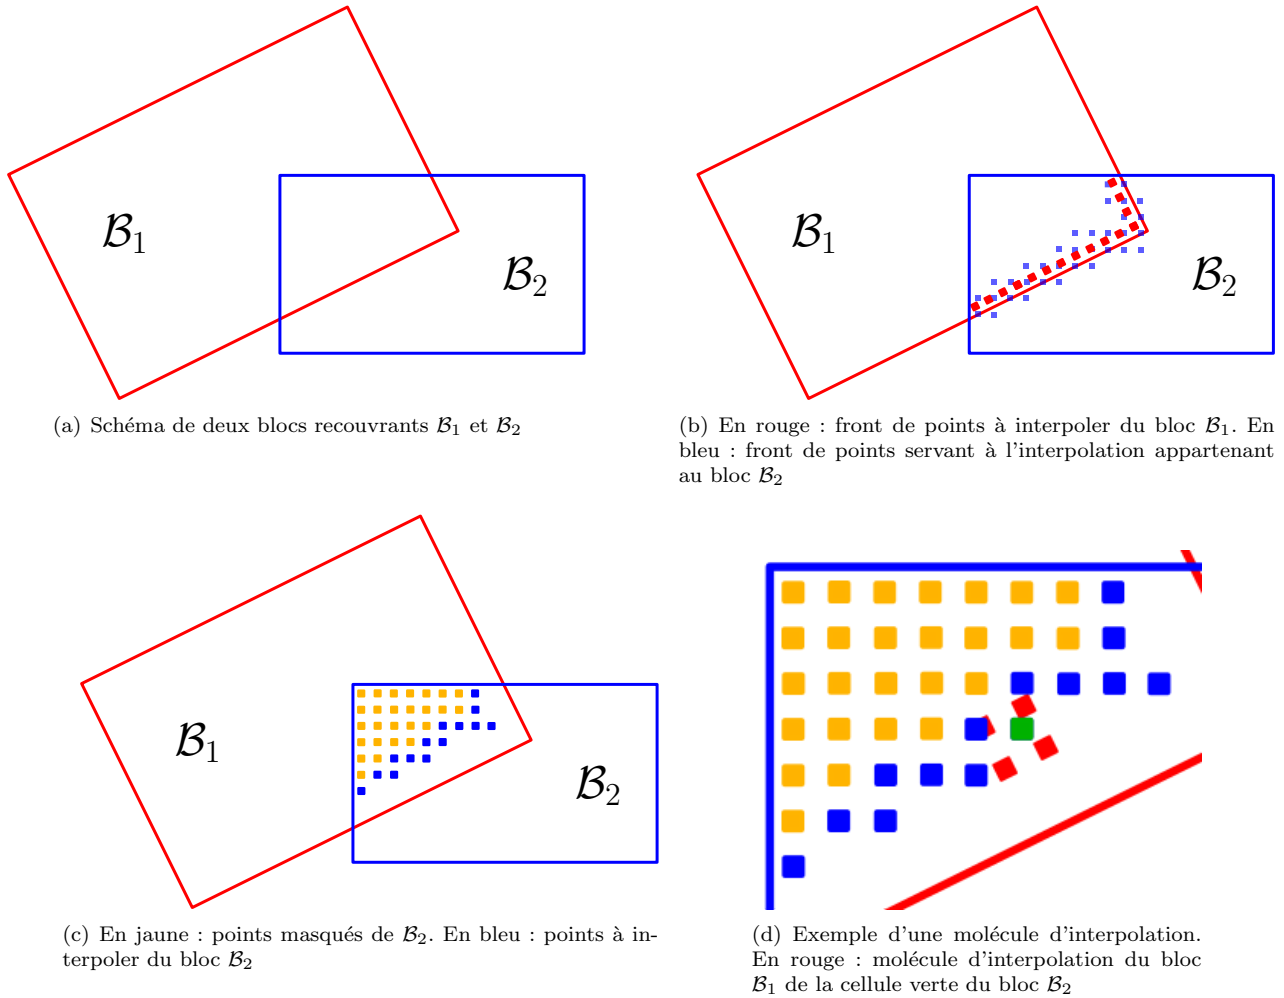 B₁
B₂
(a) Schéma de deux blocs recouvrants B₁ et B₂
B₁
B₂
(b) En rouge : front de points à interpoler du bloc B₁. En
bleu : front de points servant à l'interpolation appartenant
au bloc B₂
B₁
B₂
(c) En jaune : points masqués de B₂. En bleu : points à in-
terpoler du bloc B₂
(d) Exemple d'une molécule d'interpolation.
En rouge : molécule d'interpolation du bloc
B₁ de la cellule verte du bloc B₂